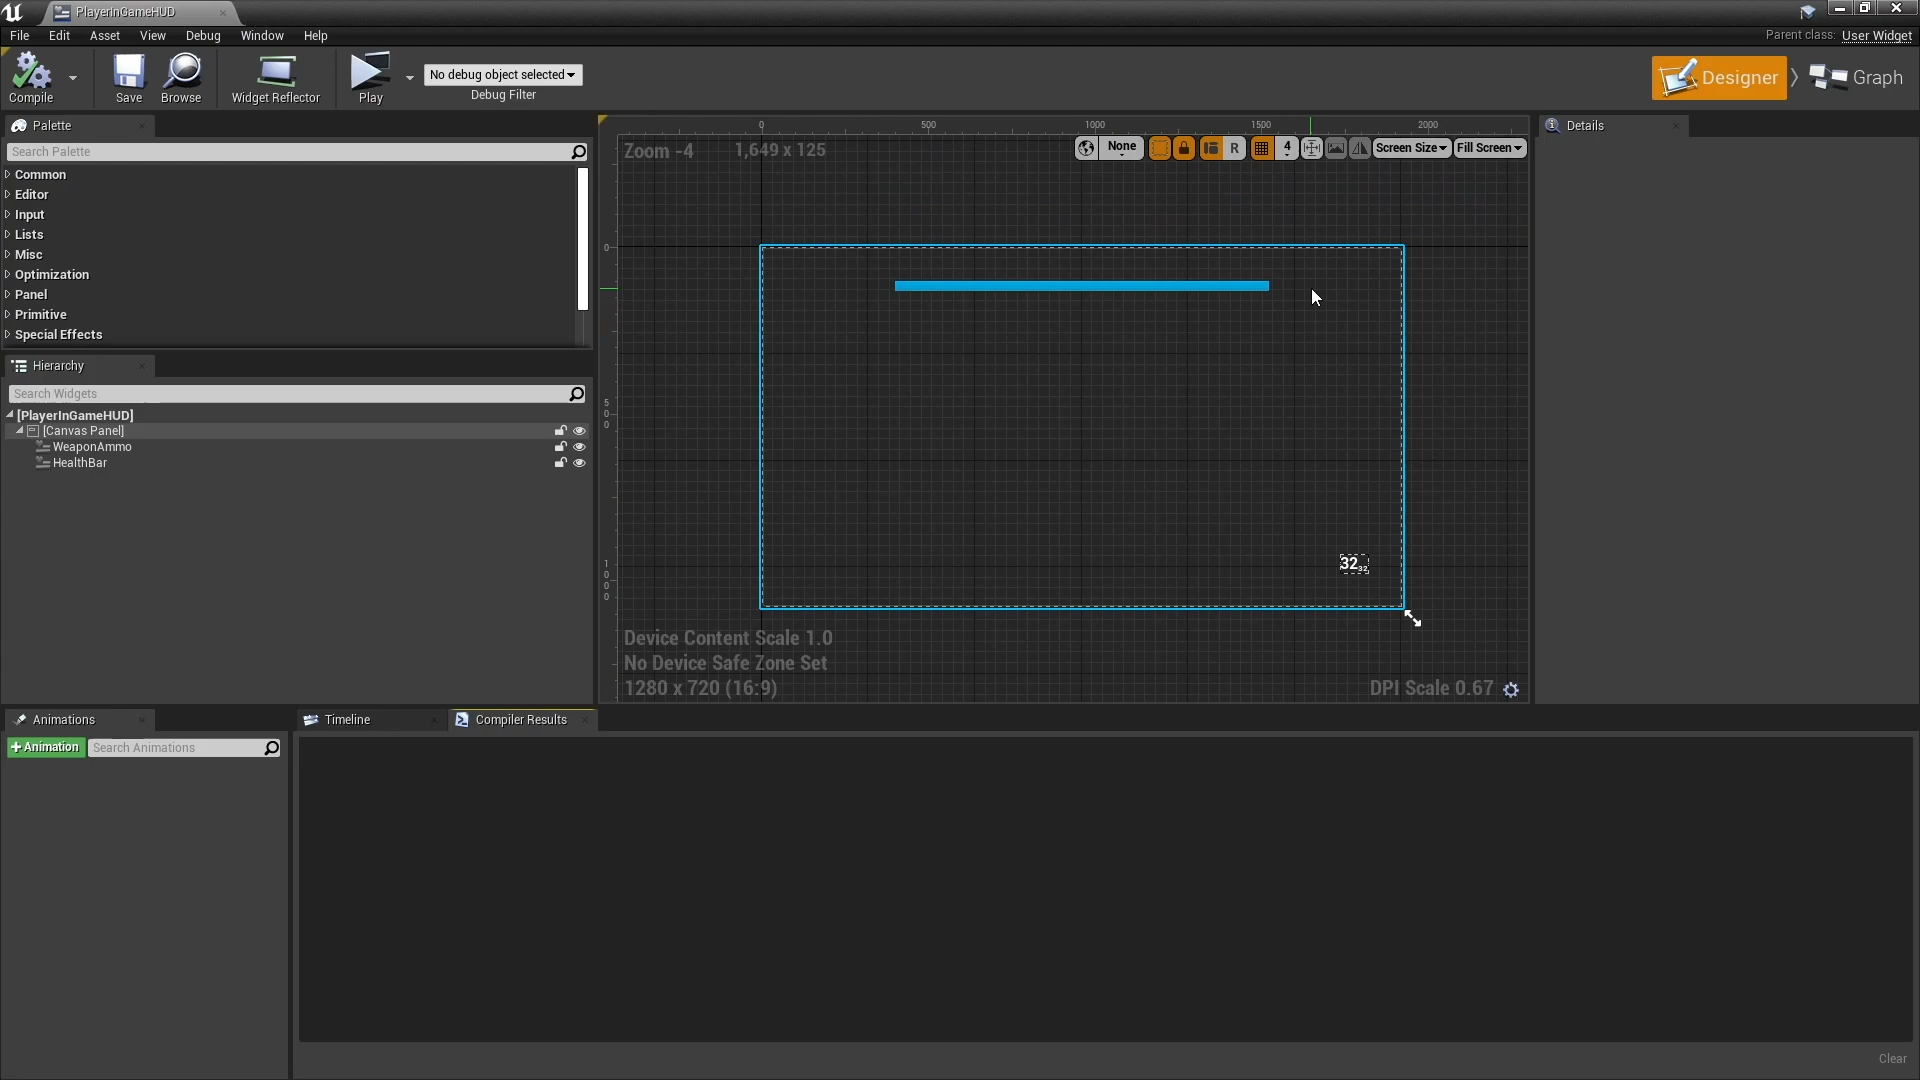 PlayerInGameHUD
File Edit Asset View Debug Window Help
Parent class: User Widget
Compile
Save
Browse
Widget Reflector
Play
No debug object selected
Debug Filter
Designer
Graph
Palette
Search Palette
Common
Editor
Input
Lists
Misc
Optimization
Panel
Primitive
Special Effects
Hierarchy
Search Widgets
[PlayerInGameHUD]
[Canvas Panel]
WeaponAmmo
HealthBar
0 500 1000 1500 2000
Zoom -4 1,649 x 125
None R 4 Screen Size Fill Screen
0
500
1000
32 32
Device Content Scale 1.0
No Device Safe Zone Set
1280 x 720 (16:9)
DPI Scale 0.67
Details
Animations
+Animation
Search Animations
Timeline
Compiler Results
Clear